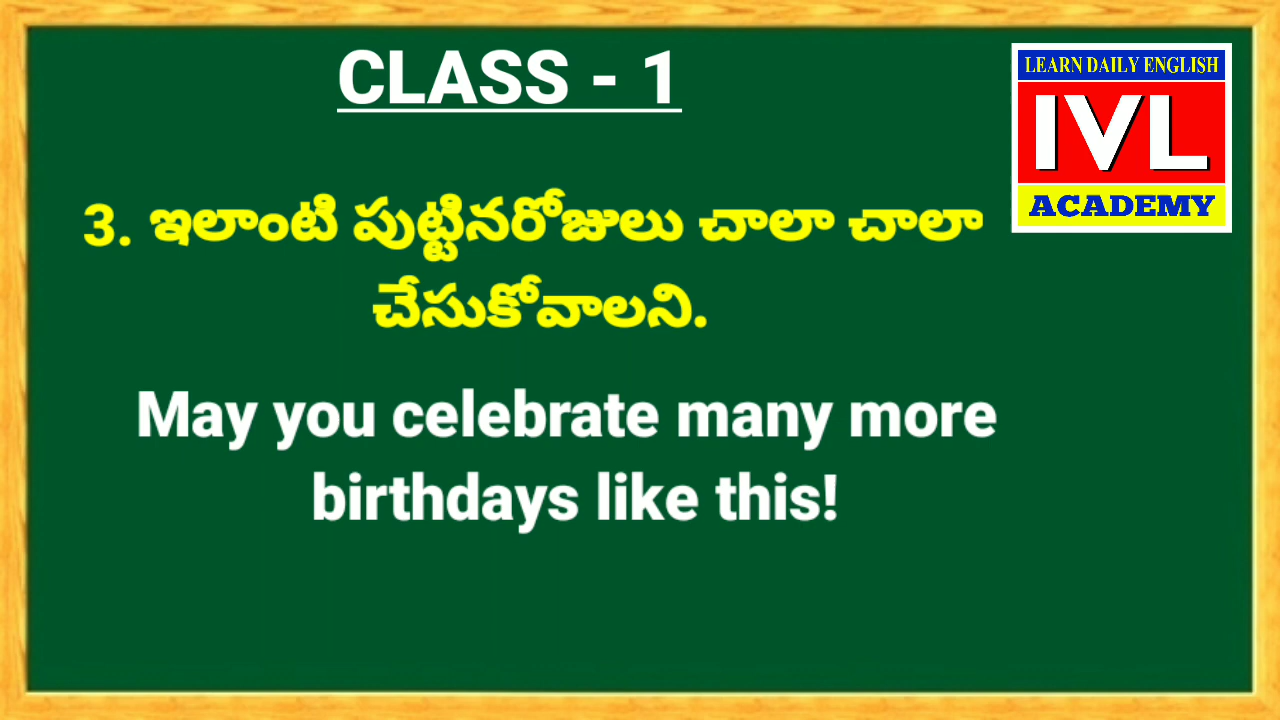 CLASS - 1
LEARN DAILY ENGLISH
IVL
ACADEMY
3. ఇలాంటి పుట్టినరోజులు చాలా చాలా
చేసుకోవాలని.
May you celebrate many more
birthdays like this!